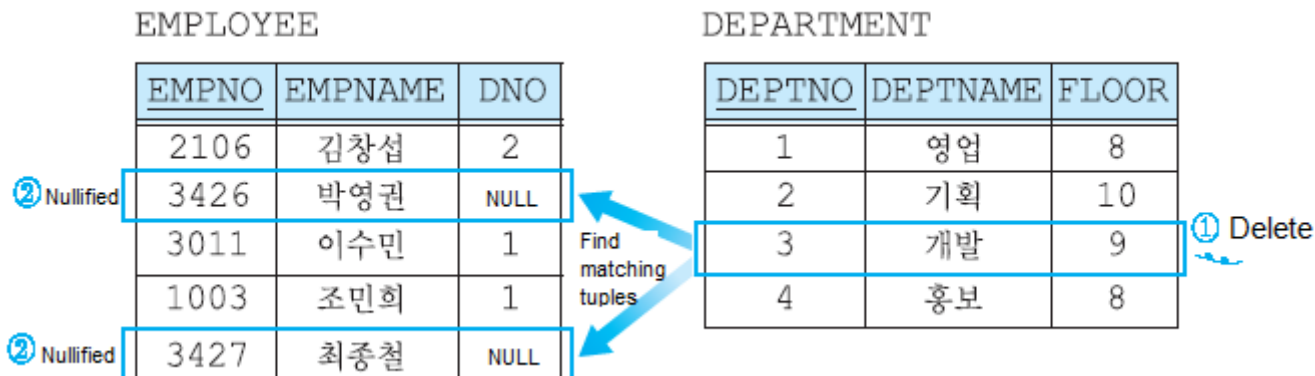 EMPLOYEE
EMPNO EMPNAME DNO
2106 김창섭 2
② Nullified 3426 박영권 NULL
3011 이수민 1
1003 조민희 1
② Nullified 3427 최종철 NULL
Find
matching
tuples
DEPARTMENT
DEPTNO DEPTNAME FLOOR
1 영업 8
2 기획 10
3 개발 9 ① Delete
4 홍보 8